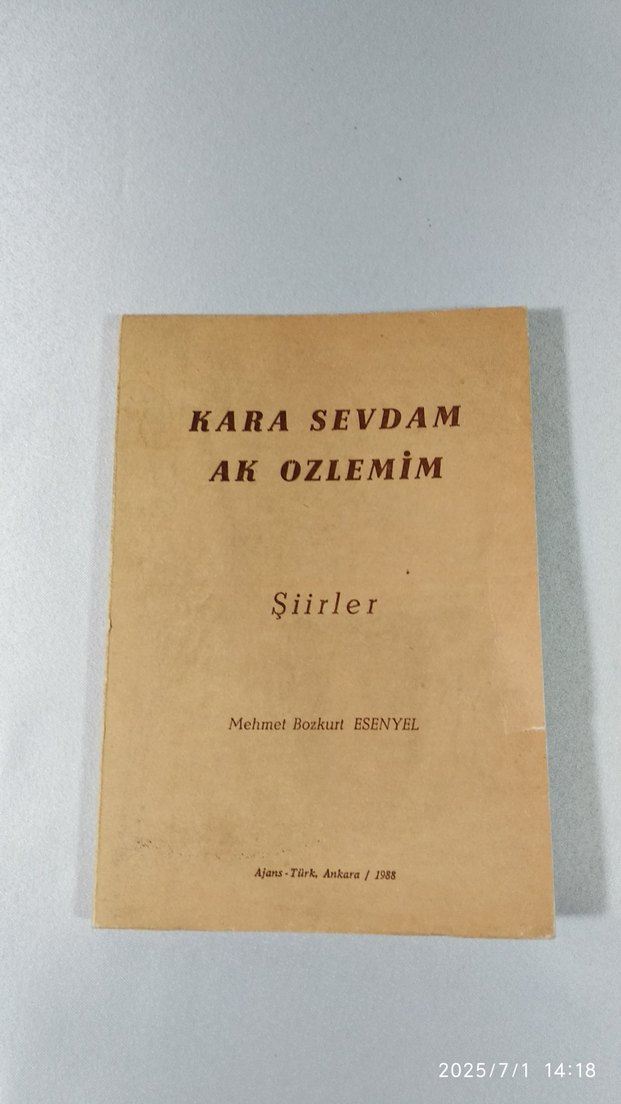 KARA SEVDAM
AK OZLEMİM
Şiirler
Mehmet Bozkurt ESENYEL
Ajans-Türk, Ankara / 1988
2025/7/1 14:18